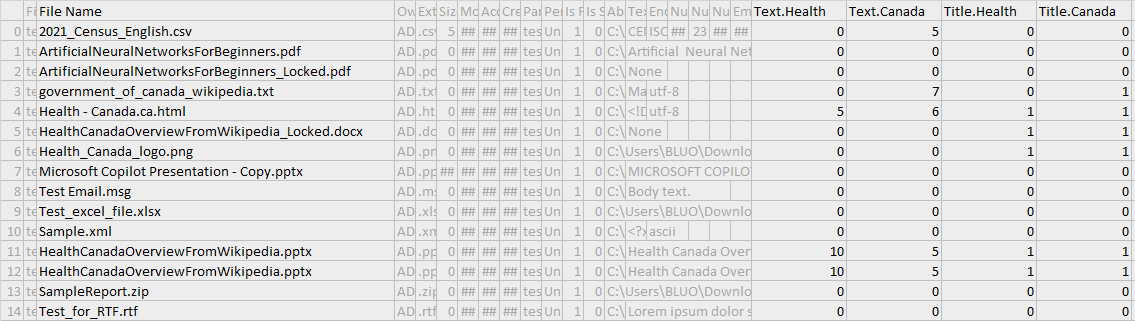 Fi File Name Ow Ext Siz Mo Acc Cre Par Per Is F Is S Ab Tex Enc Nu Nu Nu Em Text.Health Text.Canada Title.Health Title.Canada
0 te 2021_Census_English.csv AD .cs 5 ## ## ## tes Un 1 0 C:\ CEN ISC ## 23 ## ## 0 5 0 0
1 te ArtificialNeuralNetworksForBeginners.pdf AD .pd 0 ## ## ## tes Un 1 0 C:\ Artificial Neural Net 0 0 0 0
2 te ArtificialNeuralNetworksForBeginners_Locked.pdf AD .pd 0 ## ## ## tes Un 1 0 C:\ None 0 0 0 0
3 te government_of_canada_wikipedia.txt AD .txt 0 ## ## ## tes Un 1 0 C:\ Ma utf-8 0 7 0 1
4 te Health - Canada.ca.html AD .ht 0 ## ## ## tes Un 1 0 C:\ <!D utf-8 5 6 1 1
5 te HealthCanadaOverviewFromWikipedia_Locked.docx AD .do 0 ## ## ## tes Un 1 0 C:\ None 0 0 1 1
6 te Health_Canada_logo.png AD .pn 0 ## ## ## tes Un 1 0 C:\Users\BLUO\Downlo 0 0 1 1
7 te Microsoft Copilot Presentation - Copy.pptx AD .pp ## ## ## ## tes Un 1 0 C:\ MICROSOFT COPILOT 0 0 0 0
8 te Test Email.msg AD .ms 0 ## ## ## tes Un 1 0 C:\ Body text. 0 0 0 0
9 te Test_excel_file.xlsx AD .xls 0 ## ## ## tes Un 1 0 C:\Users\BLUO\Downlo 0 0 0 0
10 te Sample.xml AD .xn 0 ## ## ## tes Un 1 0 C:\ <?x ascii 0 0 0 0
11 te HealthCanadaOverviewFromWikipedia.pptx AD .pp 0 ## ## ## tes Un 1 0 C:\ Health Canada Over 10 5 1 1
12 te HealthCanadaOverviewFromWikipedia.pptx AD .pp 0 ## ## ## tes Un 1 0 C:\ Health Canada Over 10 5 1 1
13 te SampleReport.zip AD .zip 0 ## ## ## tes Un 1 0 C:\Users\BLUO\Downlo 0 0 0 0
14 te Test_for_RTF.rtf AD .rtf 0 ## ## ## tes Un 1 0 C:\ Lorem ipsum dolor s 0 0 0 0